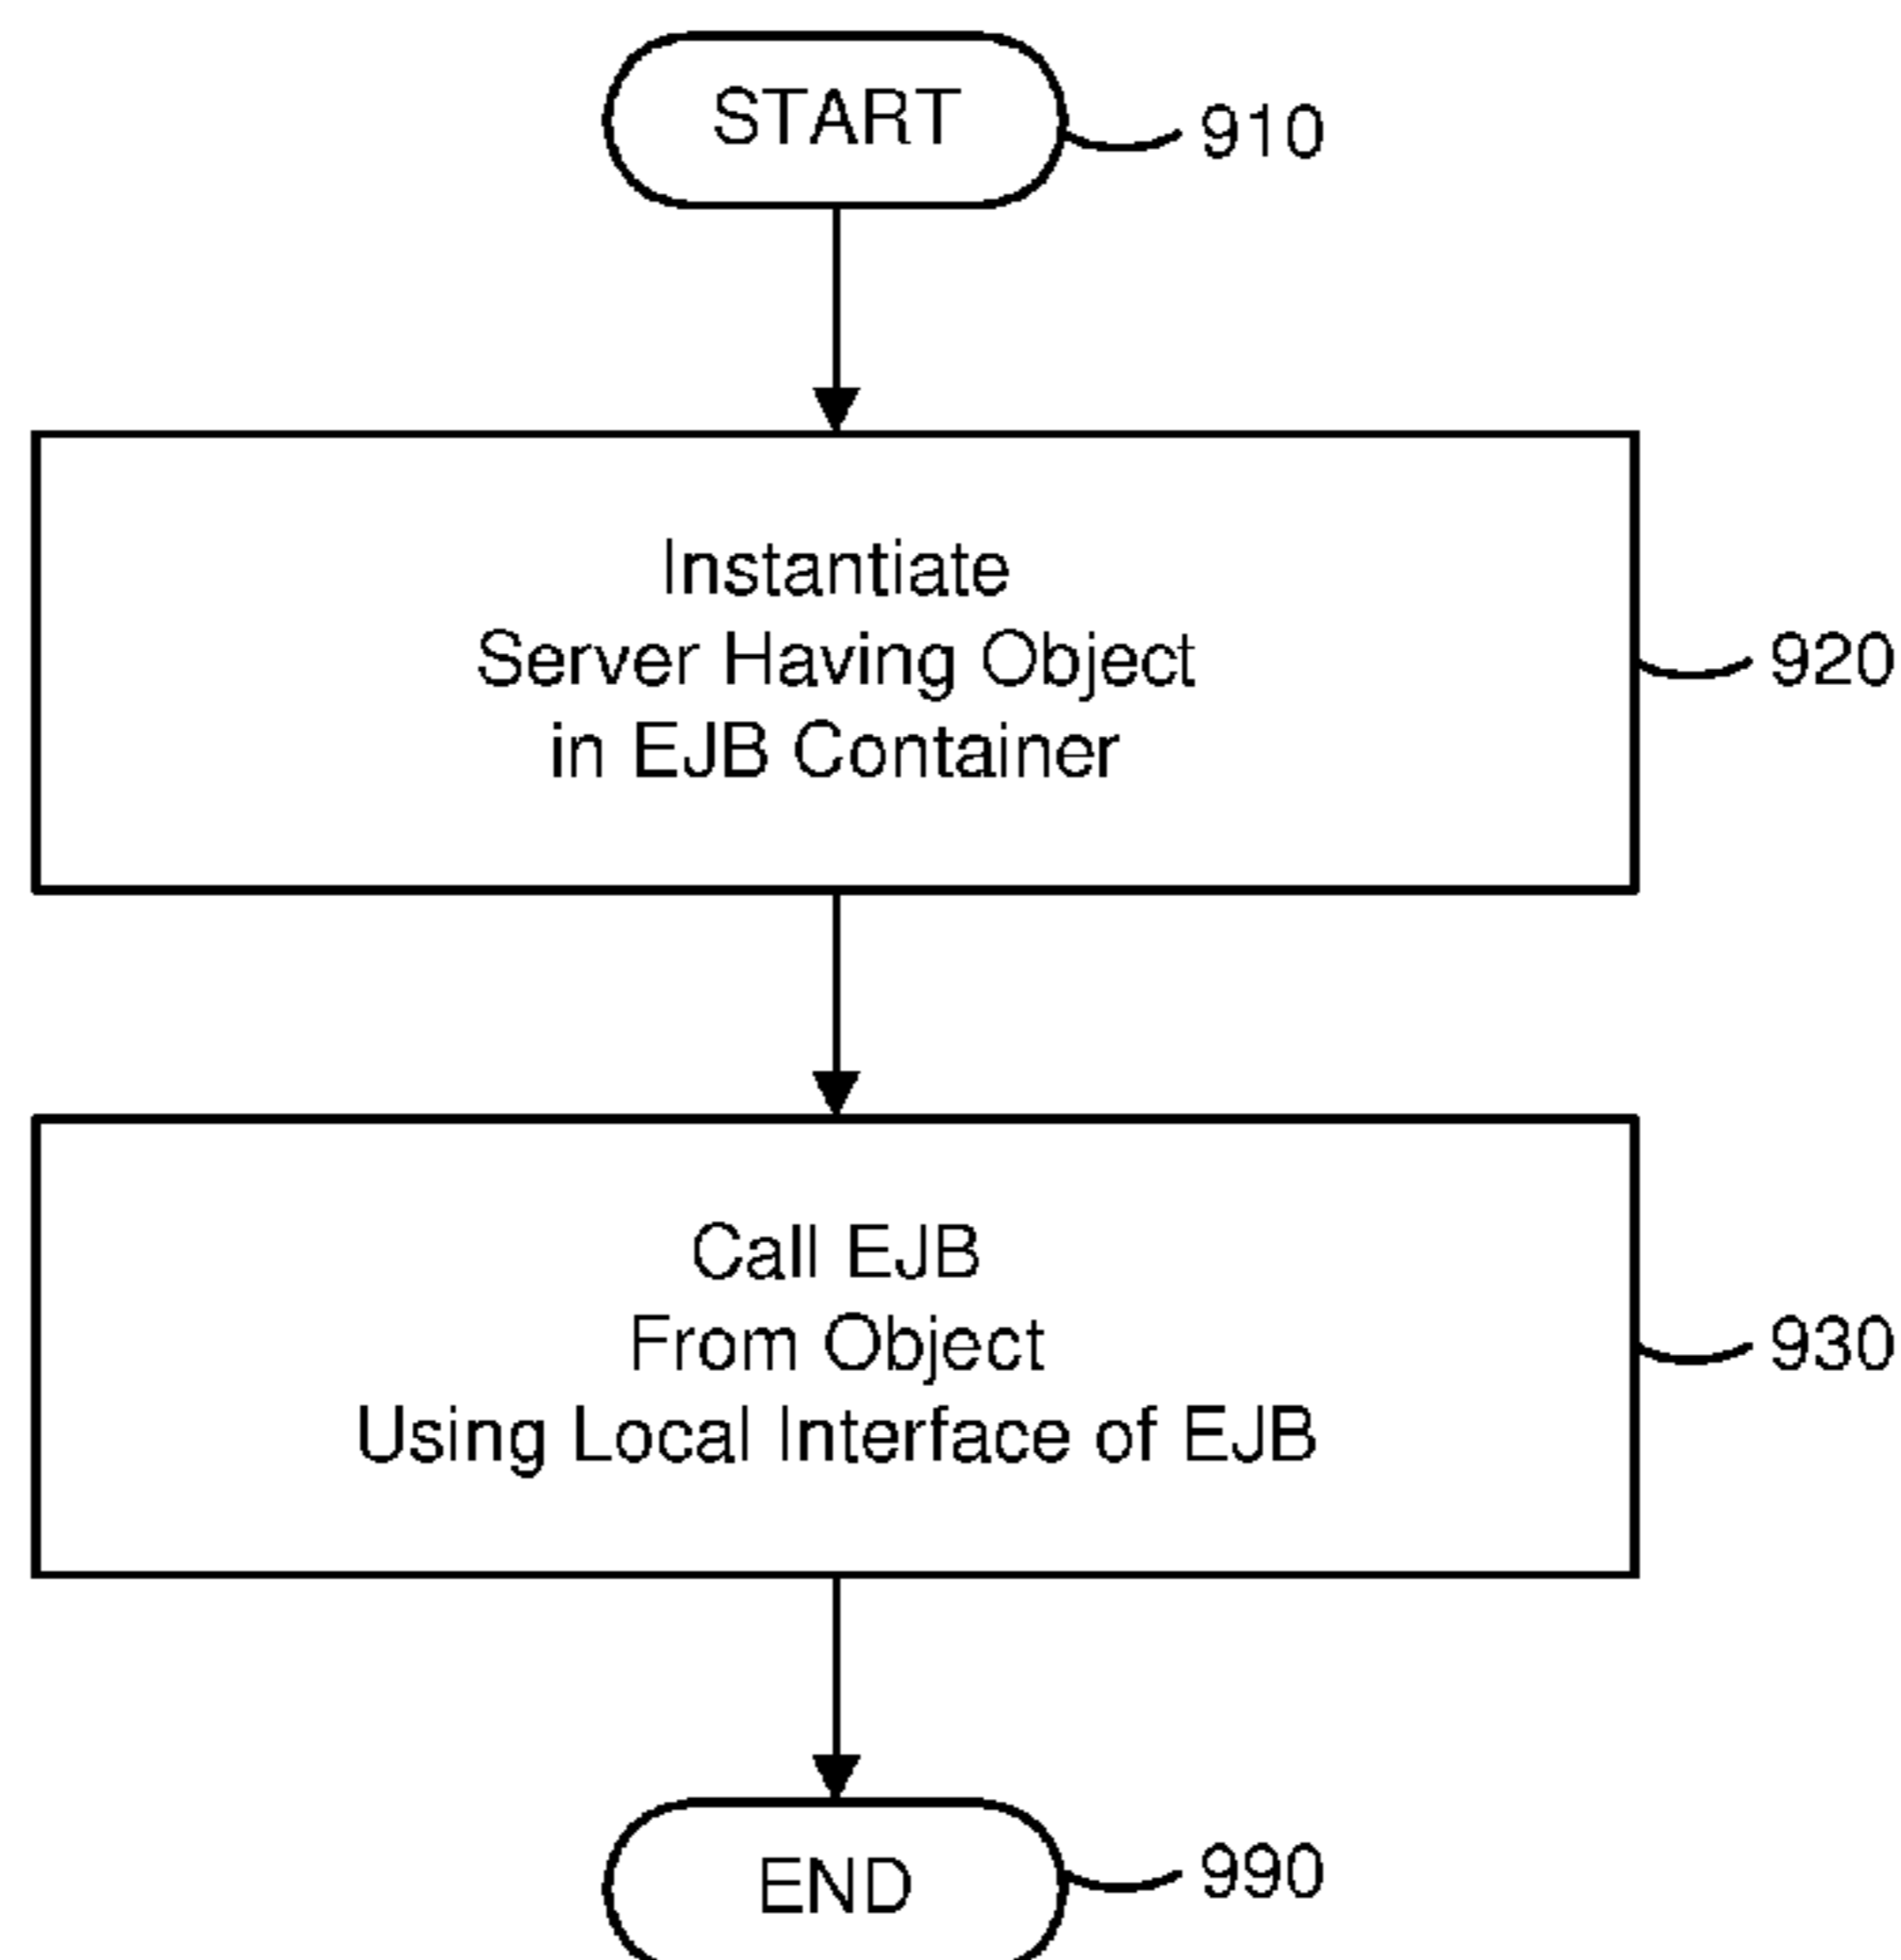 START
910
Instantiate
Server Having Object
in EJB Container
920
Call EJB
From Object
Using Local Interface of EJB
930
END
990